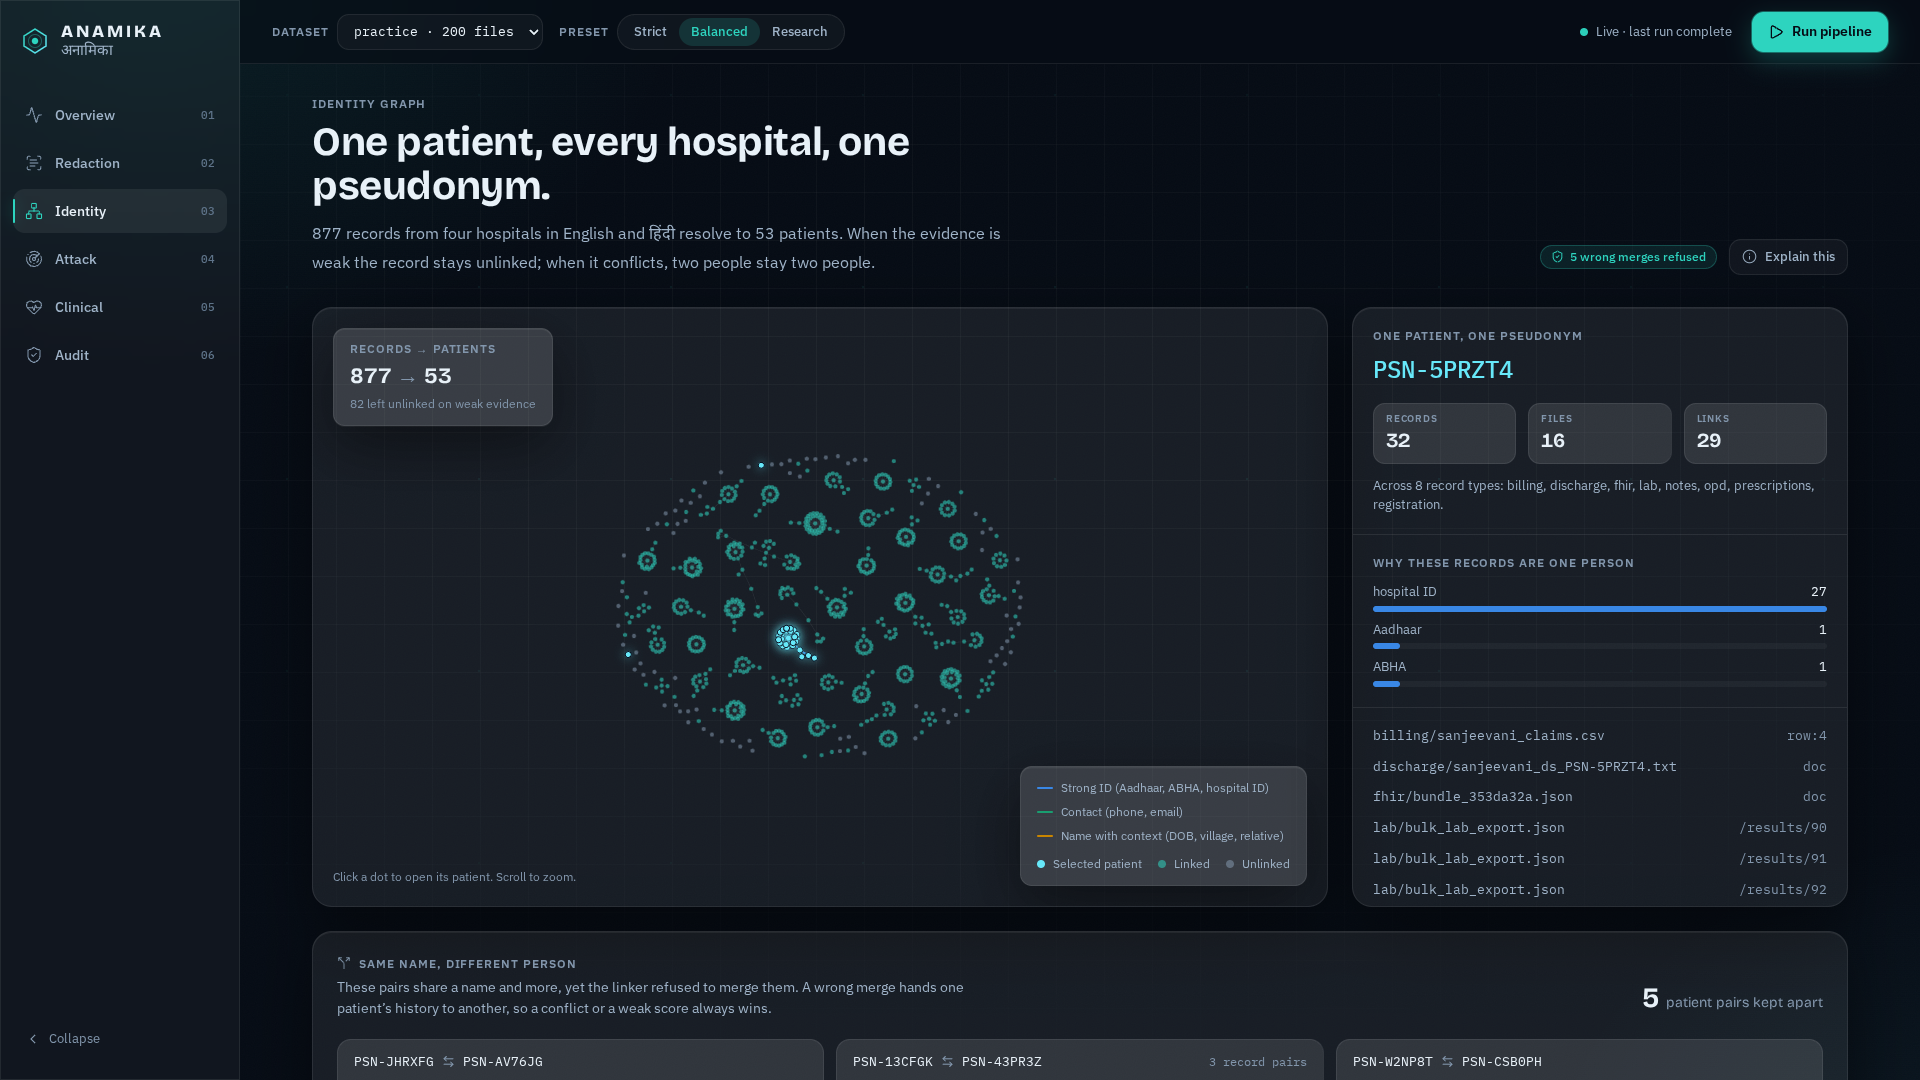 ANAMIKA
अनामिका
Overview 01
Redaction 02
Identity 03
Attack 04
Clinical 05
Audit 06
Collapse
DATASET practice · 200 files PRESET Strict Balanced Research
Live · last run complete Run pipeline
IDENTITY GRAPH
One patient, every hospital, one
pseudonym.
877 records from four hospitals in English and हिंदी resolve to 53 patients. When the evidence is
weak the record stays unlinked; when it conflicts, two people stay two people.
5 wrong merges refused Explain this
RECORDS → PATIENTS
877 → 53
82 left unlinked on weak evidence
Strong ID (Aadhaar, ABHA, hospital ID)
Contact (phone, email)
Name with context (DOB, village, relative)
Selected patient Linked Unlinked
Click a dot to open its patient. Scroll to zoom.
ONE PATIENT, ONE PSEUDONYM
PSN-5PRZT4
RECORDS FILES LINKS
32 16 29
Across 8 record types: billing, discharge, fhir, lab, notes, opd, prescriptions,
registration.
WHY THESE RECORDS ARE ONE PERSON
hospital ID 27
Aadhaar 1
ABHA 1
billing/sanjeevani_claims.csv row:4
discharge/sanjeevani_ds_PSN-5PRZT4.txt doc
fhir/bundle_353da32a.json doc
lab/bulk_lab_export.json /results/90
lab/bulk_lab_export.json /results/91
lab/bulk_lab_export.json /results/92
SAME NAME, DIFFERENT PERSON
These pairs share a name and more, yet the linker refused to merge them. A wrong merge hands one
patient's history to another, so a conflict or a weak score always wins.
5 patient pairs kept apart
PSN-JHRXFG ⇆ PSN-AV76JG
PSN-13CFGK ⇆ PSN-43PR3Z 3 record pairs
PSN-W2NP8T ⇆ PSN-CSB0PH